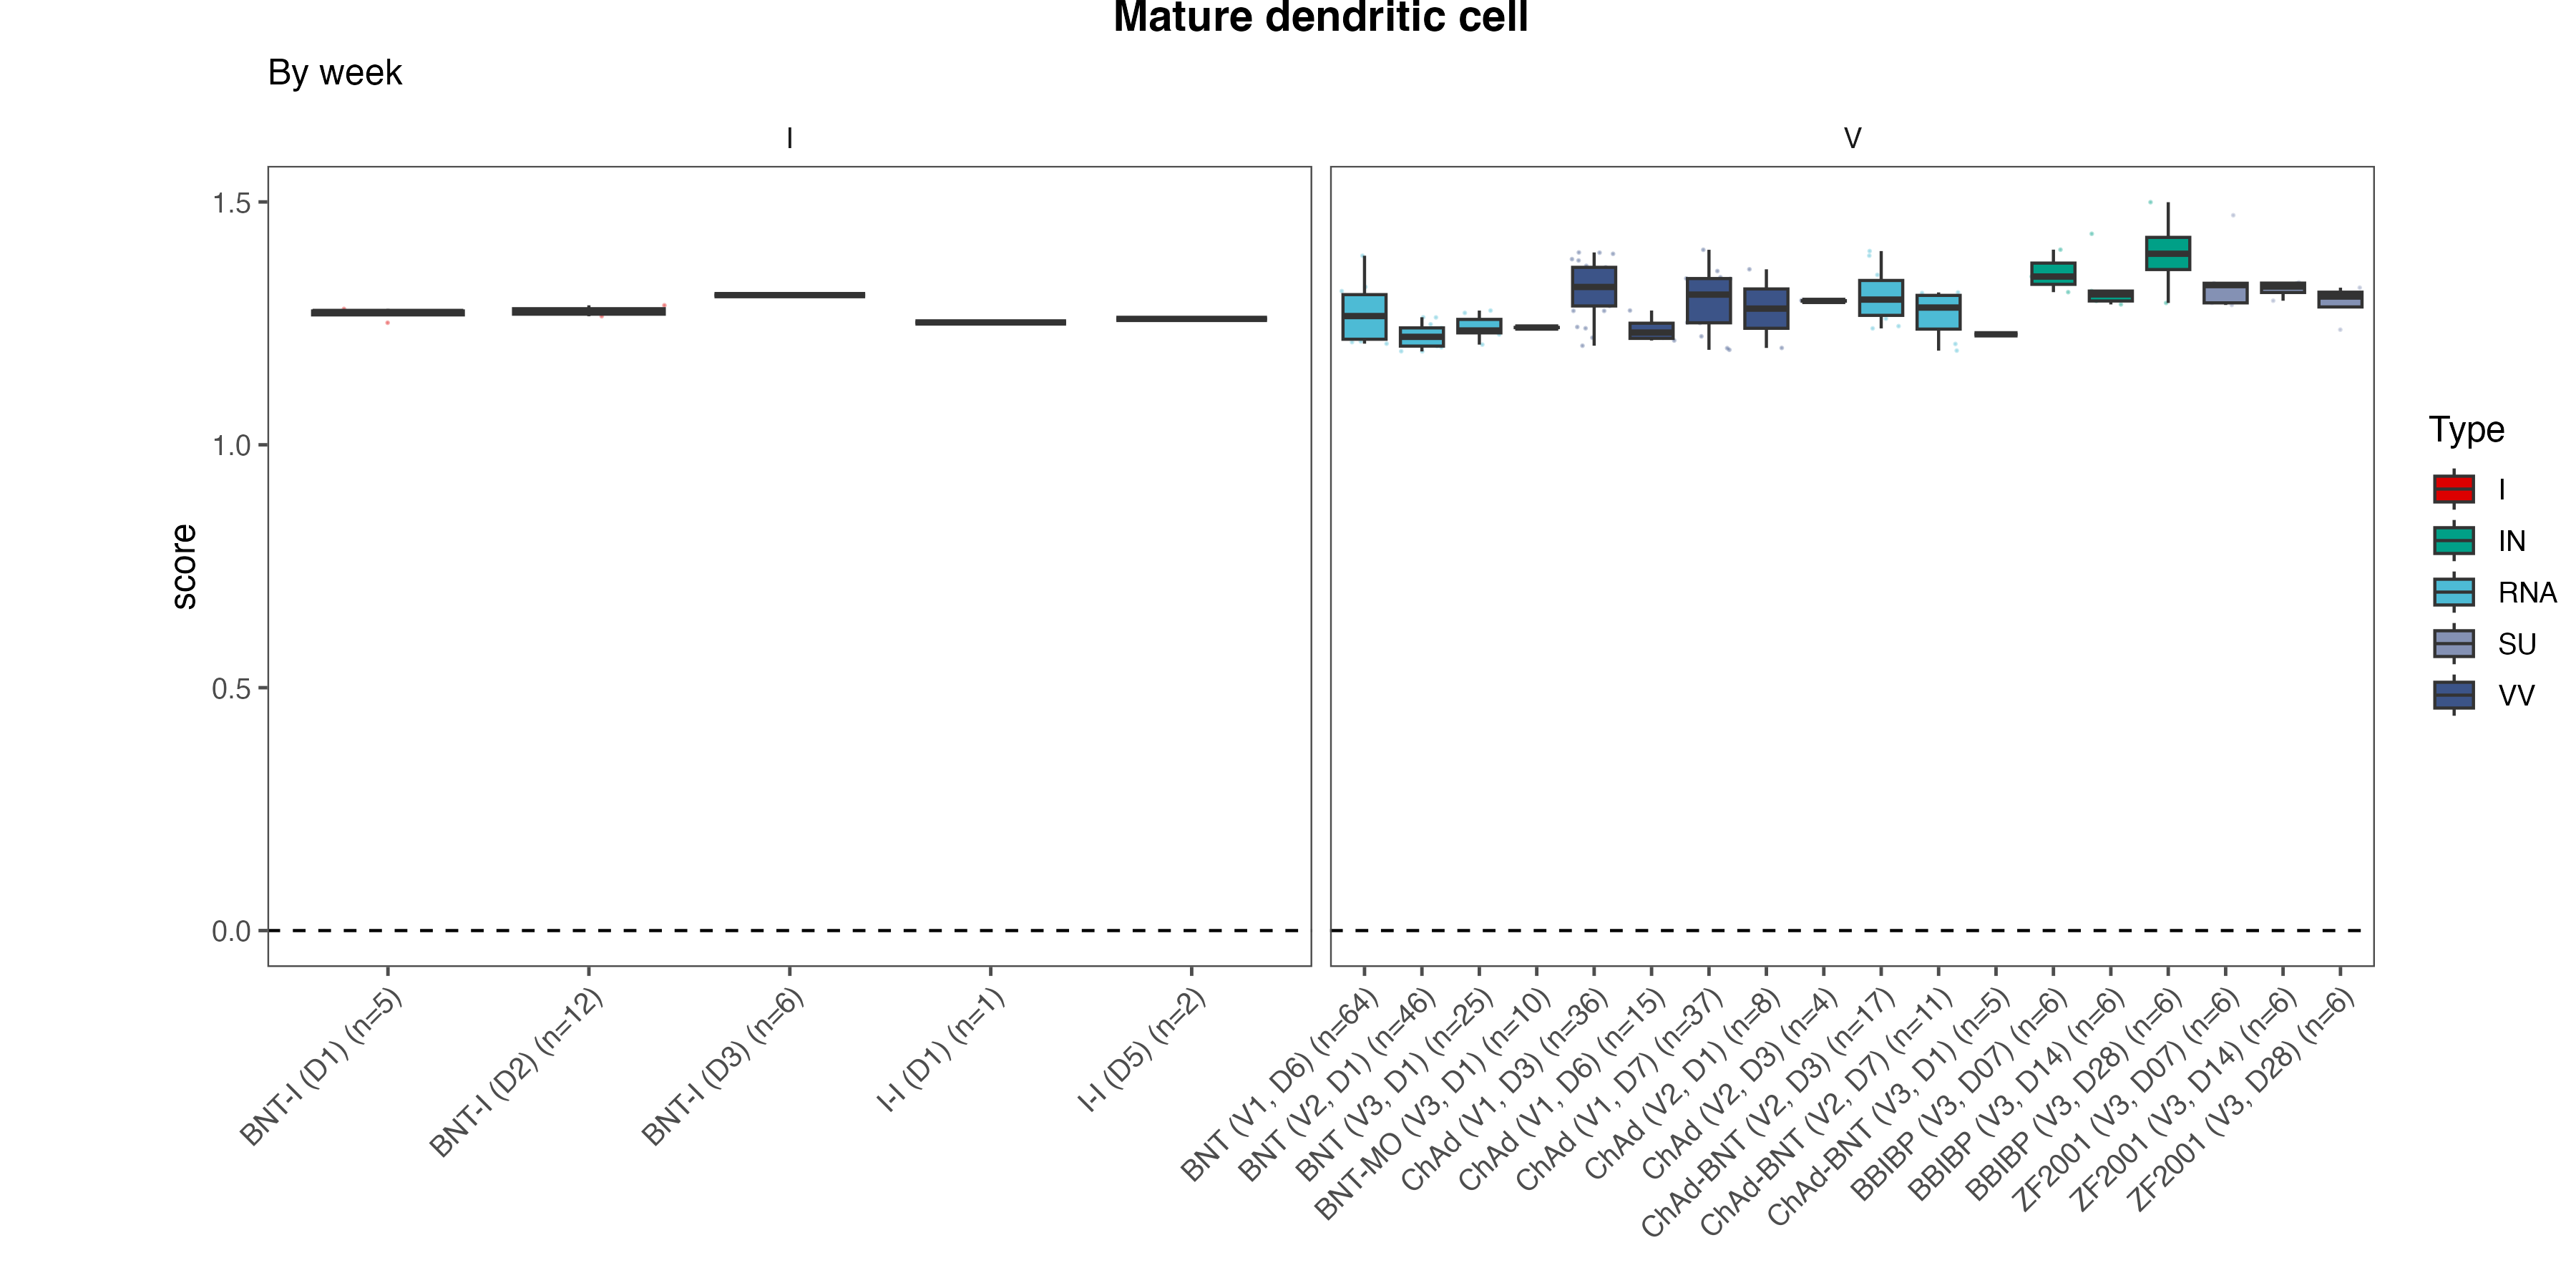 Mature dendritic cell
By week
I
V
1.5
1.0
0.5
0.0
score
BNT-I (D1) (n=5)
BNT-I (D2) (n=12)
BNT-I (D3) (n=6)
I-I (D1) (n=1)
I-I (D5) (n=2)
BNT (V1, D6) (n=64)
BNT (V2, D1) (n=46)
BNT (V3, D1) (n=25)
BNT-MO (V3, D1) (n=10)
ChAd (V1, D3) (n=36)
ChAd (V1, D6) (n=15)
ChAd (V1, D7) (n=37)
ChAd (V2, D1) (n=8)
ChAd (V2, D3) (n=4)
ChAd-BNT (V2, D3) (n=17)
ChAd-BNT (V2, D7) (n=11)
ChAd-BNT (V3, D1) (n=5)
BBIBP (V3, D07) (n=6)
BBIBP (V3, D14) (n=6)
BBIBP (V3, D28) (n=6)
ZF2001 (V3, D07) (n=6)
ZF2001 (V3, D14) (n=6)
ZF2001 (V3, D28) (n=6)
Type
I
IN
RNA
SU
VV